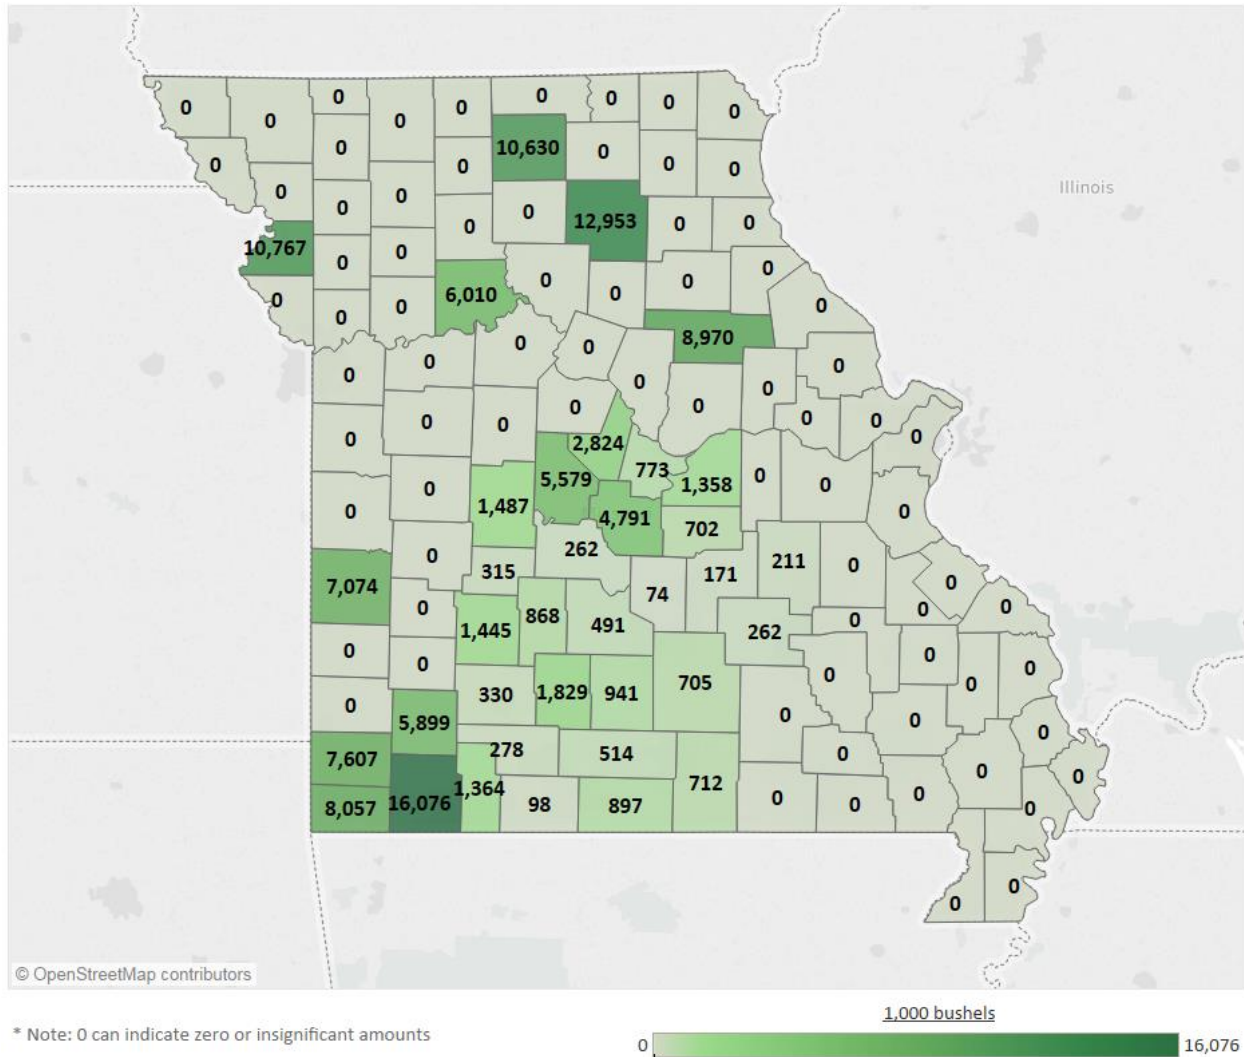 0 0 0 0 0 0 0 0 0
0 0 10,630 0 0 0
0 0 0 0
0 0 12,953 0 0
10,767 0 0 0
0 0 0 6,010 0 0 0 0 0
8,970
0 0 0 0 0 0
0 0 0 0 0 0 0 0 0
0 2,824 773 0 0
0 0 1,487 5,579 1,358 0
4,791 702
0 262
7,074 315 74 171 211 0 0 0
0 1,445 868 491 262 0 0
0 0 0 0 0
0 5,899 330 1,829 941 705 0 0 0
7,607 278 514 0 0 0
8,057 16,076 1,364 98 897 712 0 0 0 0
0 0
Illinois
© OpenStreetMap contributors
* Note: 0 can indicate zero or insignificant amounts
1,000 bushels
0 16,076